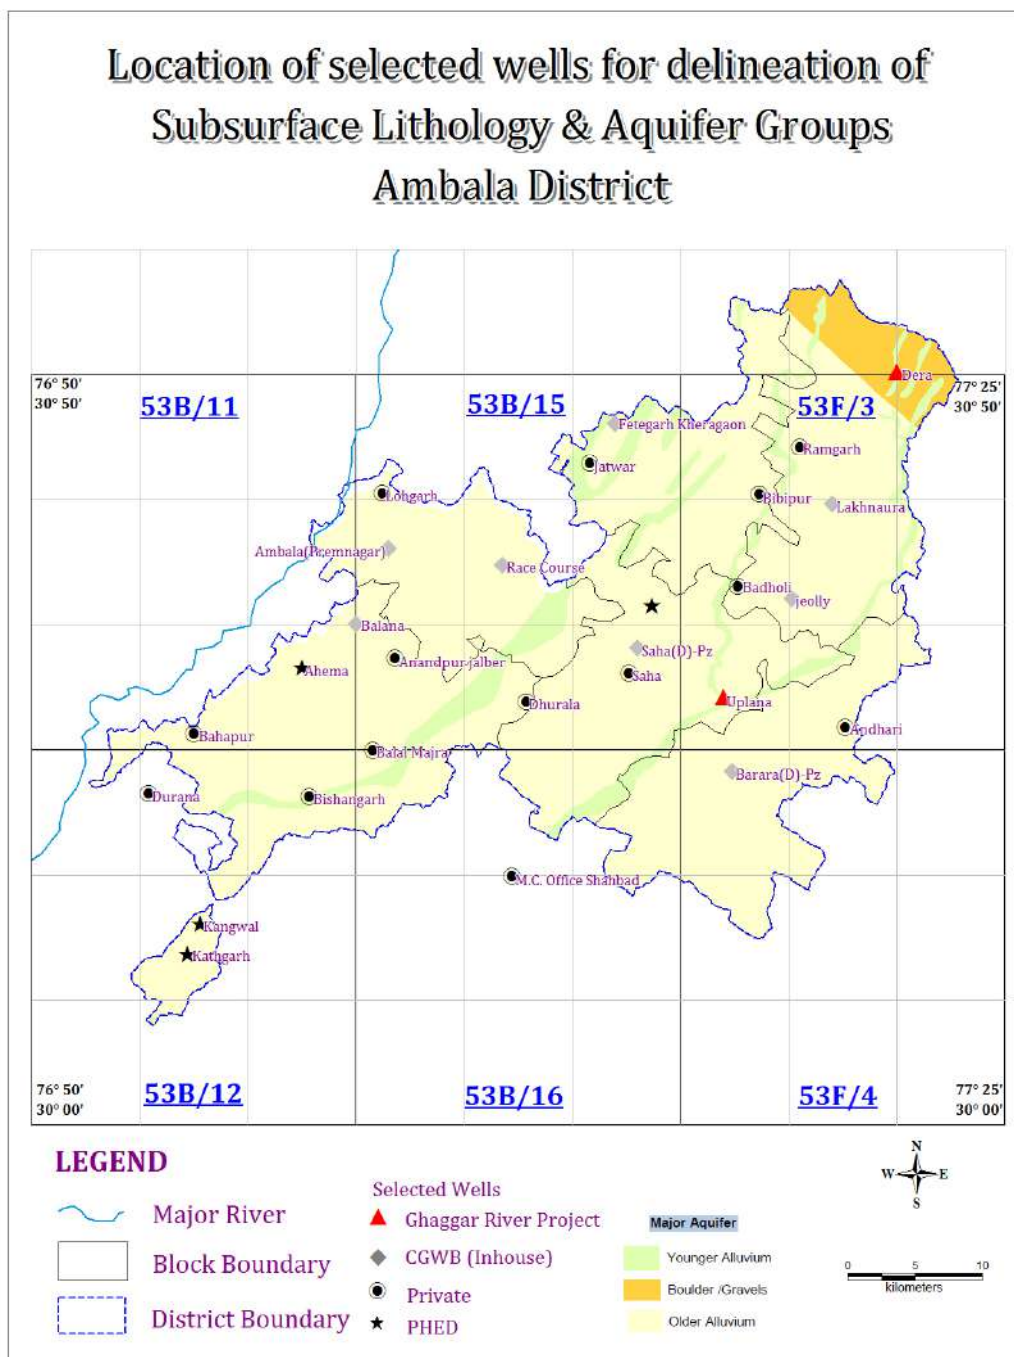 Location of selected wells for delineation of
Subsurface Lithology & Aquifer Groups
Ambala District
76° 50'
30° 50'
53B/11
53B/15
53F/3
77° 25'
30° 50'
Dera
Fetegarh Kheragaon
Ramgarh
Jatwar
Lohgarh
Bibipur
Lakhnaura
Ambala(Premnagar)
Race Course
Badholi
jeolly
Balana
Saha(D)-Pz
Anandpur jalber
Ahema
Saha
Dhurala
Uplana
Apdhari
Bahapur
Balal Majra
Barara(D)-Pz
Durana
Bishangarh
M.C. Office Shahbad
Kangwal
Kathgarh
76° 50'
30° 00'
53B/12
53B/16
53F/4
77° 25'
30° 00'
LEGEND
Major River
Block Boundary
District Boundary
Selected Wells
Ghaggar River Project
CGWB (Inhouse)
Private
PHED
Major Aquifer
Younger Alluvium
Boulder /Gravels
Older Alluvium
N
W E
S
0 5 10
kilometers